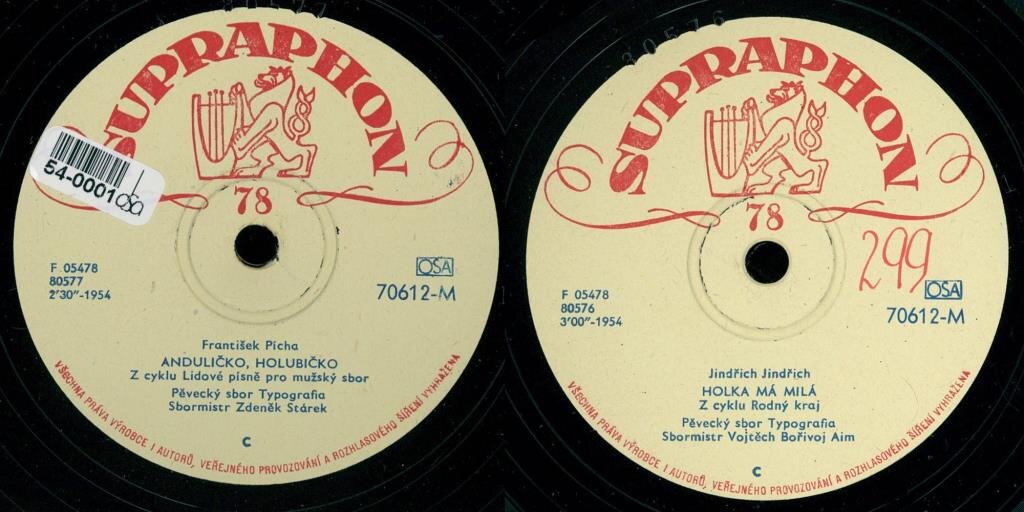 80577
SUPRAPHON
54-0001
78
F 05478
80577
2'30"-1954
OSA
70612-M
František Picha
ANDULIČKO, HOLUBIČKO
Z cyklu Lidové písně pro mužský sbor
Pěvecký sbor Typografia
Sbormistr Zdeněk Stárek
C
VŠECHNA PRÁVA VÝROBCE I AUTORŮ, VEŘEJNÉHO PROVOZOVÁNÍ A ROZHLASOVÉHO ŠÍŘENÍ VYHRAŽENA
80576
SUPRAPHON
78
299
F 05478
80576
3'00"-1954
OSA
70612-M
Jindřich Jindřich
HOLKA MÁ MILÁ
Z cyklu Rodný kraj
Pěvecký sbor Typografia
Sbormistr Vojtěch Bořivoj Aim
C
VŠECHNA PRÁVA VÝROBCE I AUTORŮ, VEŘEJNÉHO PROVOZOVÁNÍ A ROZHLASOVÉHO ŠÍŘENÍ VYHRAŽENA